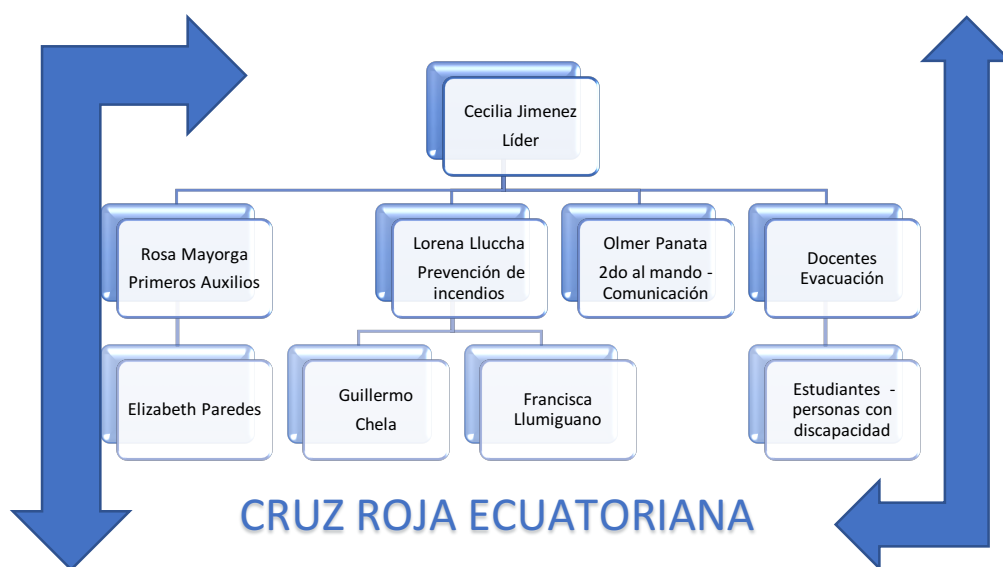 Cecilia Jimenez
Líder
Rosa Mayorga
Primeros Auxilios
Lorena Lluccha
Prevención de
incendios
Olmer Panata
2do al mando -
Comunicación
Docentes
Evacuación
Elizabeth Paredes
Guillermo
Chela
Francisca
Llumiguano
Estudiantes -
personas con
discapacidad
CRUZ ROJA ECUATORIANA